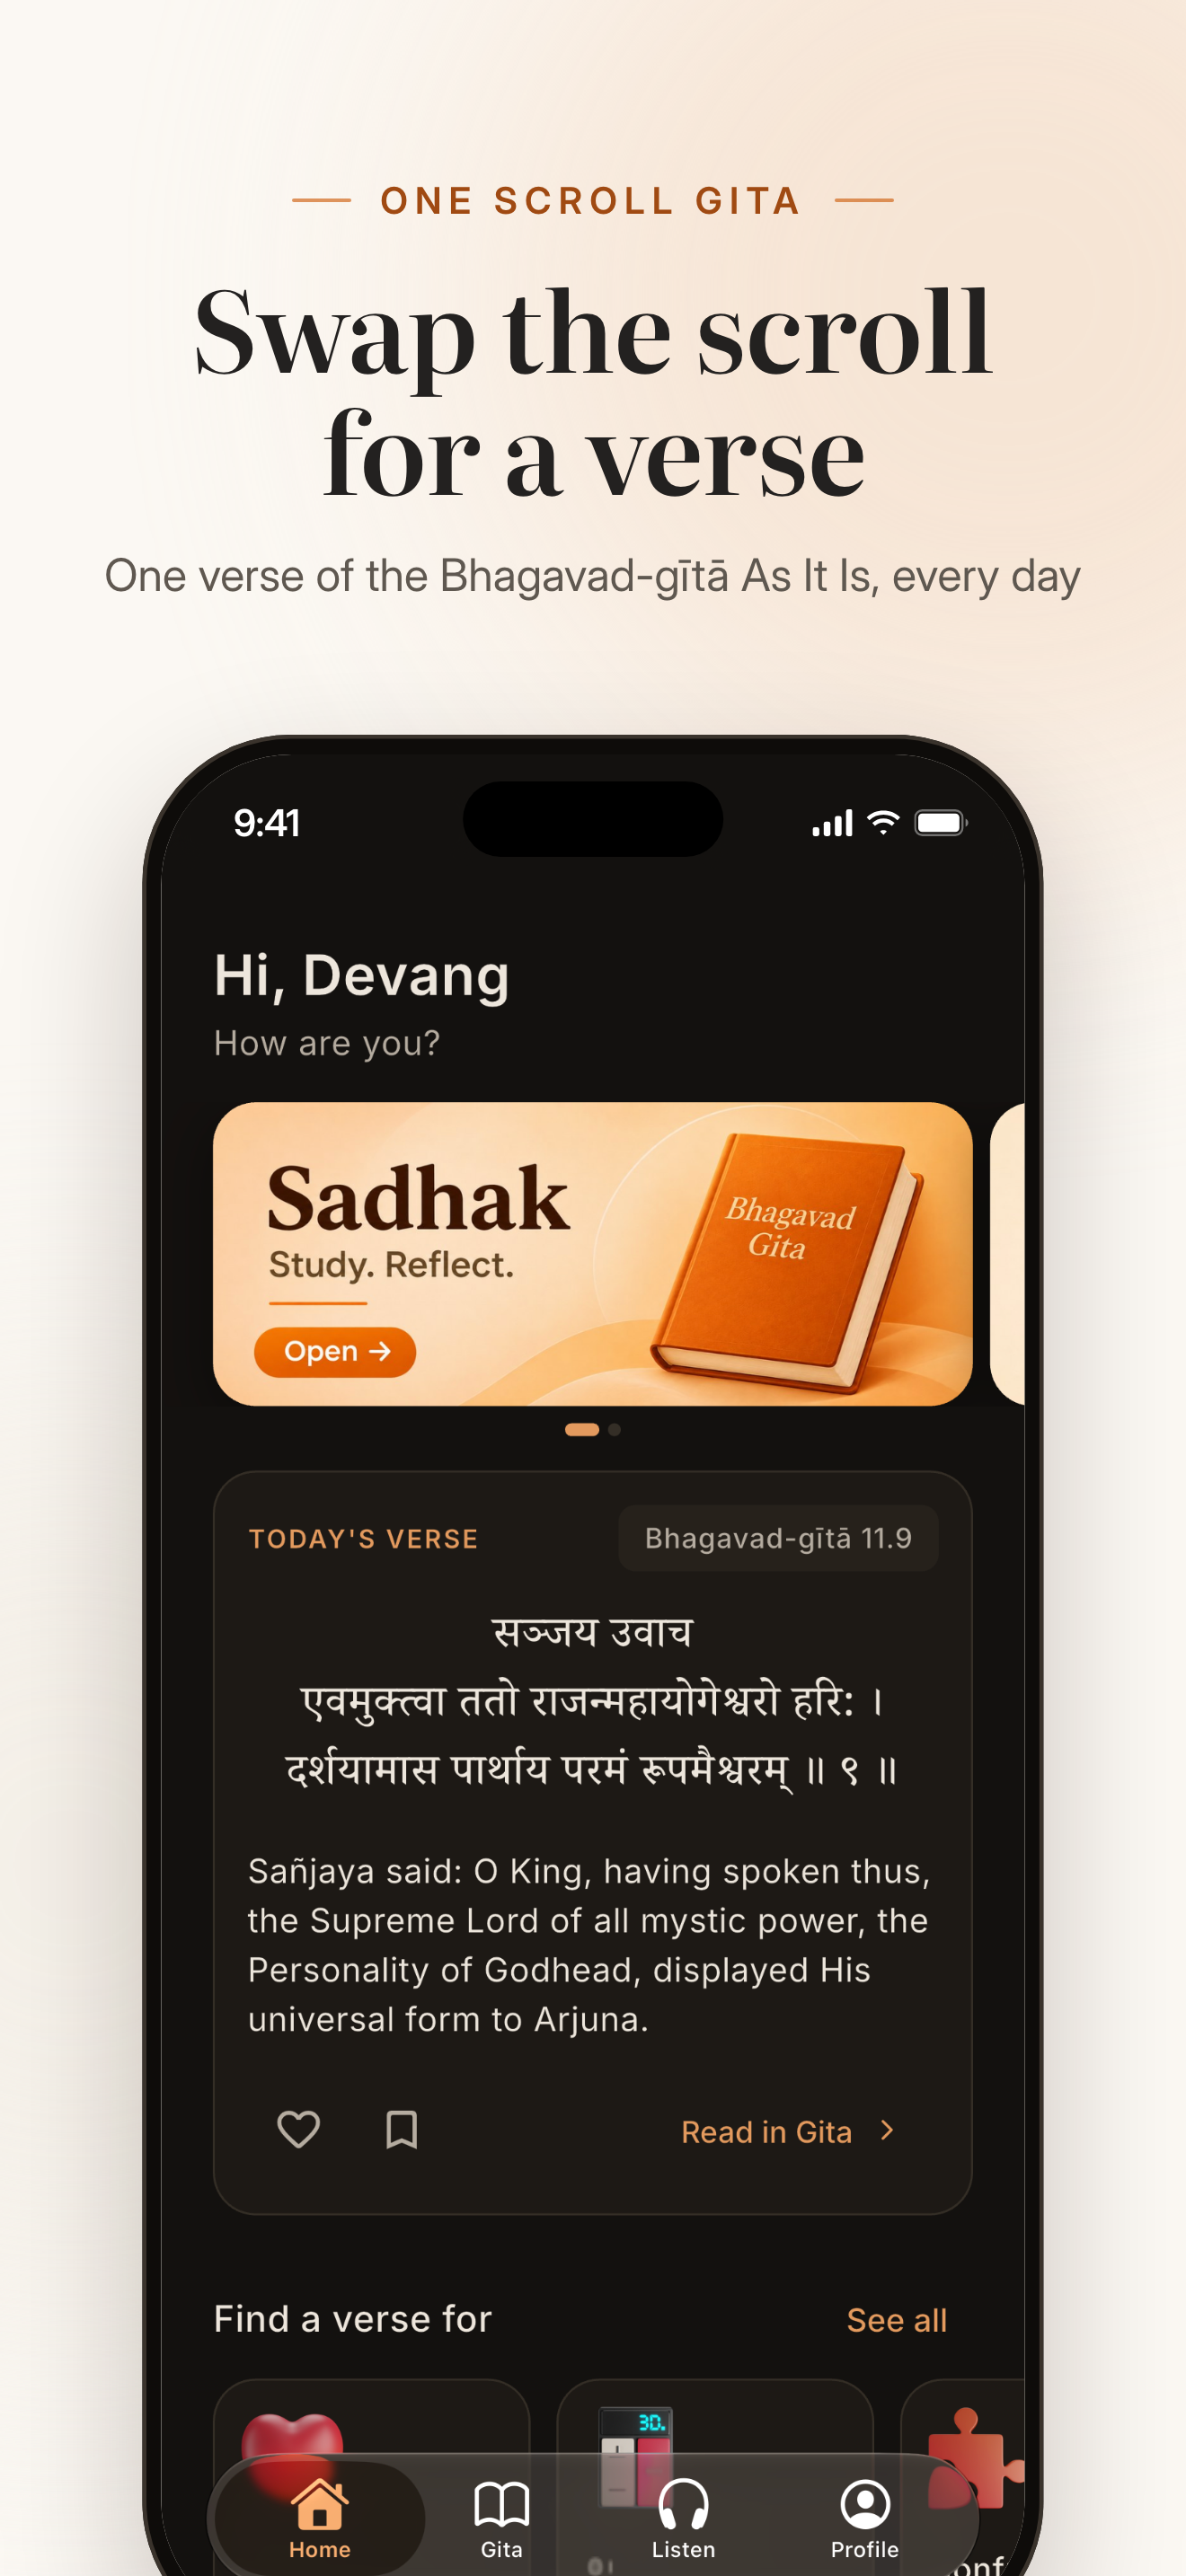 ONE SCROLL GITA
Swap the scroll
for a verse
One verse of the Bhagavad-gītā As It Is, every day
9:41
Hi, Devang
How are you?
Sadhak
Study. Reflect.
Open →
Bhagavad
Gita
TODAY'S VERSE
Bhagavad-gītā 11.9
सञ्जय उवाच
एवमुक्त्वा ततो राजन्महायोगेश्वरो हरि: ।
दर्शयामास पार्थाय परमं रूपमैश्वरम् ॥ ९ ॥
Sañjaya said: O King, having spoken thus,
the Supreme Lord of all mystic power, the
Personality of Godhead, displayed His
universal form to Arjuna.
Read in Gita
Find a verse for
See all
30.
Home
Gita
Listen
Profile